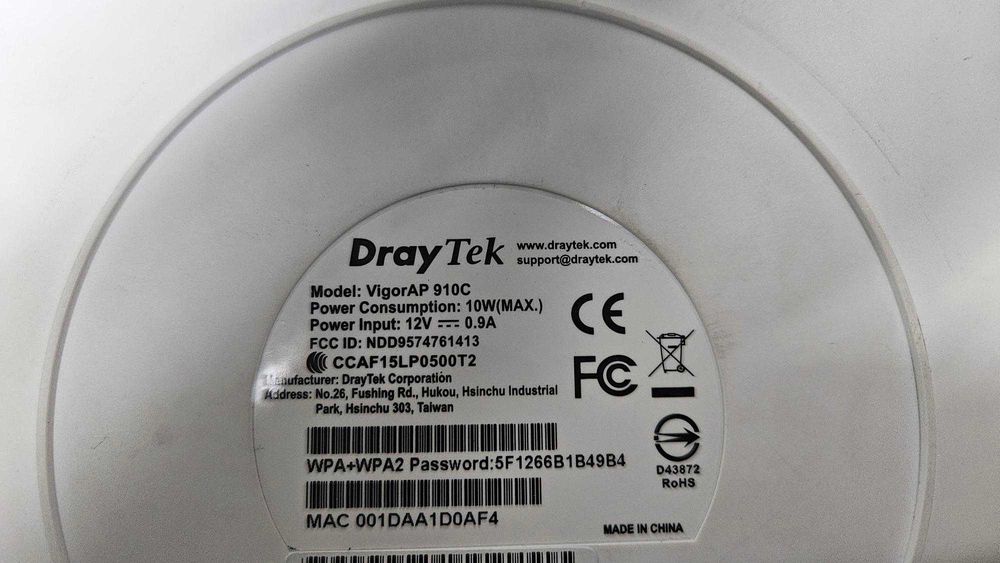 DrayTek
www.draytek.com
support@draytek.com
Model: VigorAP 910C
Power Consumption: 10W(MAX.)
Power Input: 12V ⎓ 0.9A
FCC ID: NDD9574761413
CCAF15LP0500T2
Manufacturer: DrayTek Corporation
Address: No.26, Fushing Rd., Hukou, Hsinchu Industrial
Park, Hsinchu 303, Taiwan
CE
FC
D43872
RoHS
WPA+WPA2 Password:5F1266B1B49B4
MAC 001DAA1D0AF4
MADE IN CHINA